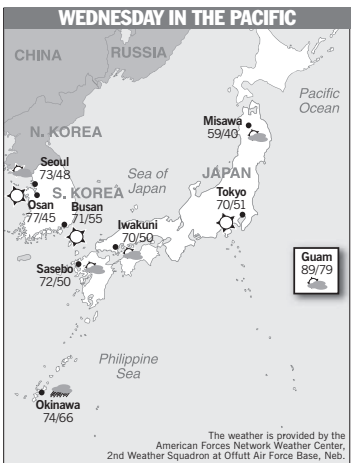 WEDNESDAY IN THE PACIFIC
CHINA
RUSSIA
Pacific
Ocean
Misawa
59/40
N. KOREA
Seoul
73/48
Sea of
Japan
JAPAN
S. KOREA
Osan
77/45
Busan
71/55
Tokyo
70/51
Iwakuni
70/50
Guam
89/79
Sasebo
72/50
Philippine
Sea
Okinawa
74/66
The weather is provided by the
American Forces Network Weather Center,
2nd Weather Squadron at Offutt Air Force Base, Neb.